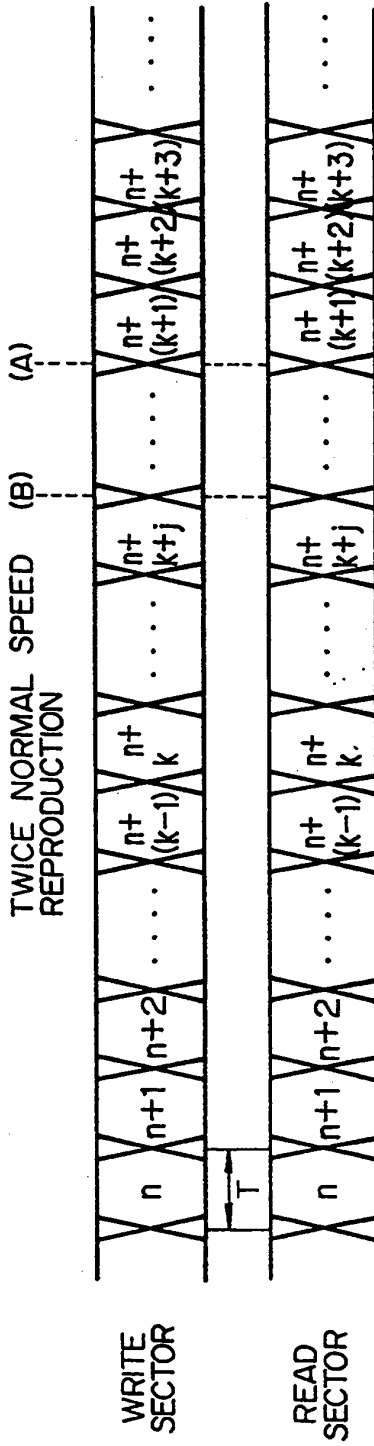 TWICE NORMAL SPEED (B) (A)
REPRODUCTION
WRITE
SECTOR
n n+1 n+2 ···· n+ (k-1) n+ k ···· n+ k+j ···· n+ (k+1) n+ (k+2) n+ (k+3) ····
T
READ
SECTOR
n n+1 n+2 ···· n+ (k-1) n+ k ···· n+ k+j ···· n+ (k+1) n+ (k+2) n+ (k+3) ····